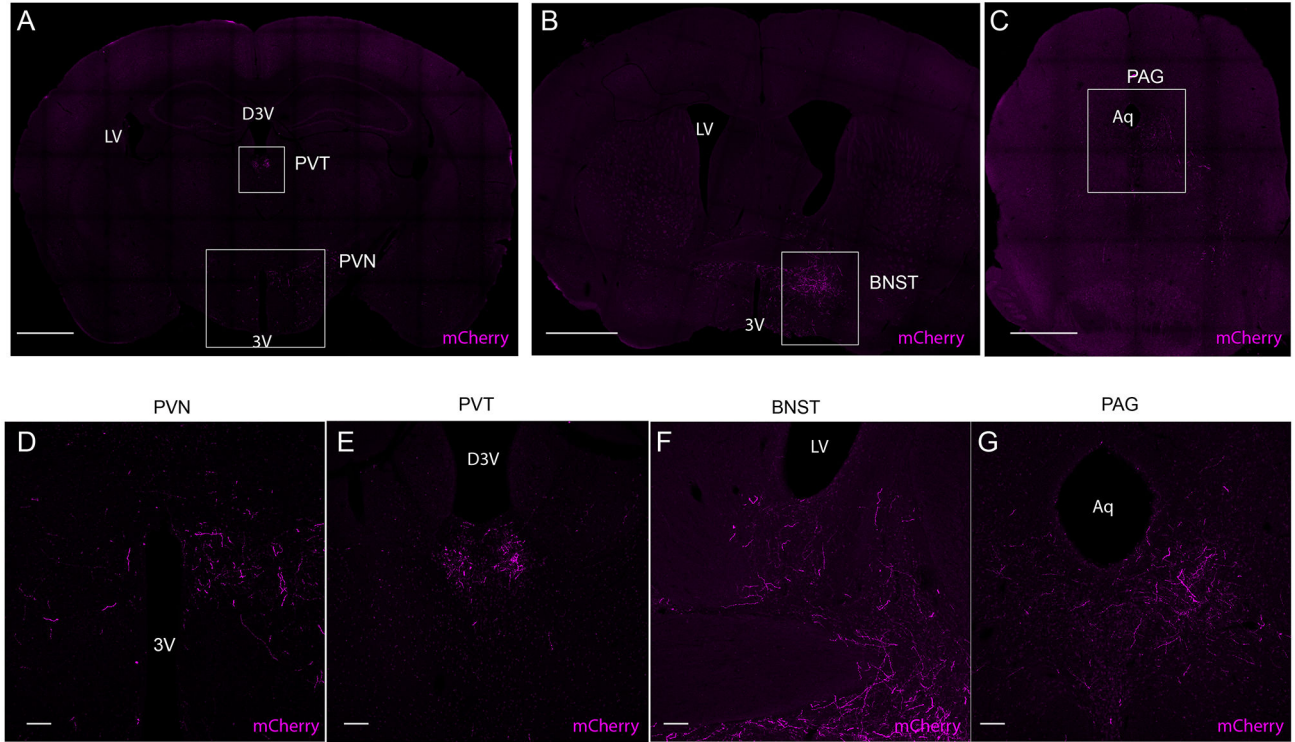 A
D3V
LV
PVT
PVN
3V
mCherry
B
LV
BNST
3V
mCherry
C
PAG
Aq
mCherry
PVN
D
3V
mCherry
PVT
E
D3V
mCherry
BNST
F
LV
mCherry
PAG
G
Aq
mCherry